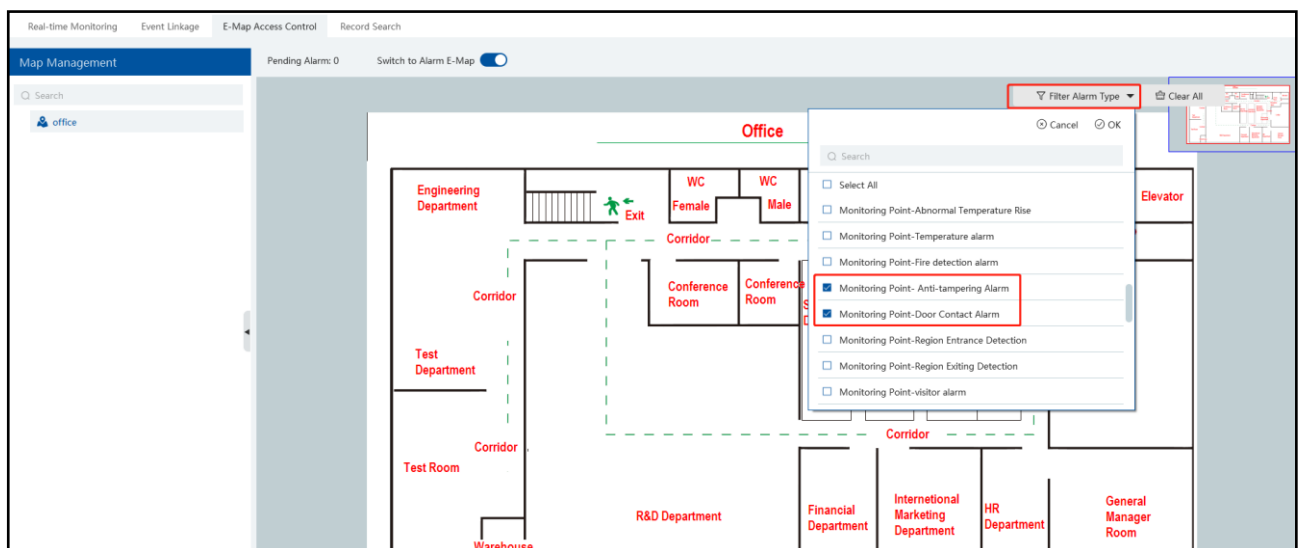 Real-time Monitoring Event Linkage E-Map Access Control Record Search
Map Management
Pending Alarm: 0 Switch to Alarm E-Map
Search
office
Filter Alarm Type Clear All
Cancel OK
Search
Select All
Monitoring Point-Abnormal Temperature Rise
Monitoring Point-Temperature alarm
Monitoring Point-Fire detection alarm
Monitoring Point- Anti-tampering Alarm
Monitoring Point-Door Contact Alarm
Monitoring Point-Region Entrance Detection
Monitoring Point-Region Exiting Detection
Monitoring Point-visitor alarm
Office
Engineering
Department
Exit
WC
Female
WC
Male
Elevator
Corridor
Corridor
Conference
Room
Conference
Room
Test
Department
Corridor
Corridor
Test Room
R&D Department
Financial
Department
Internetional
Marketing
Department
HR
Department
General
Manager
Room
Warehouse